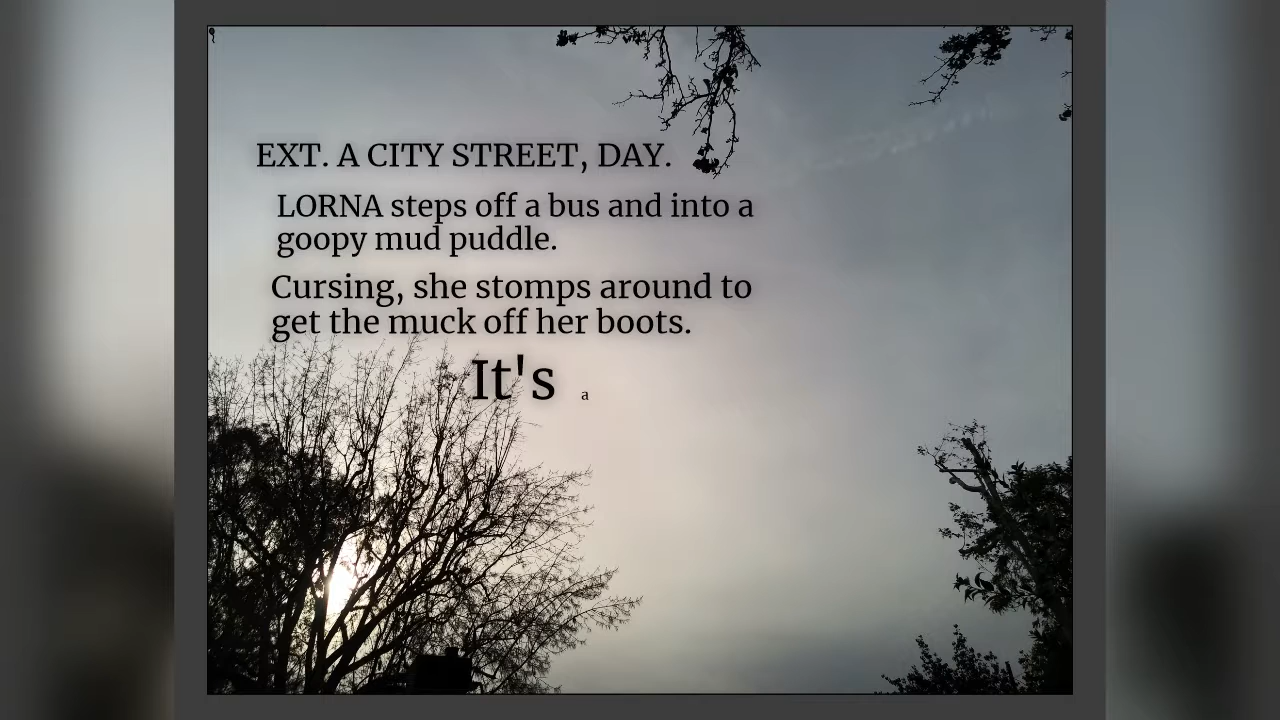 EXT. A CITY STREET, DAY.
LORNA steps off a bus and into a
goopy mud puddle.
Cursing, she stomps around to
get the muck off her boots.
It's a